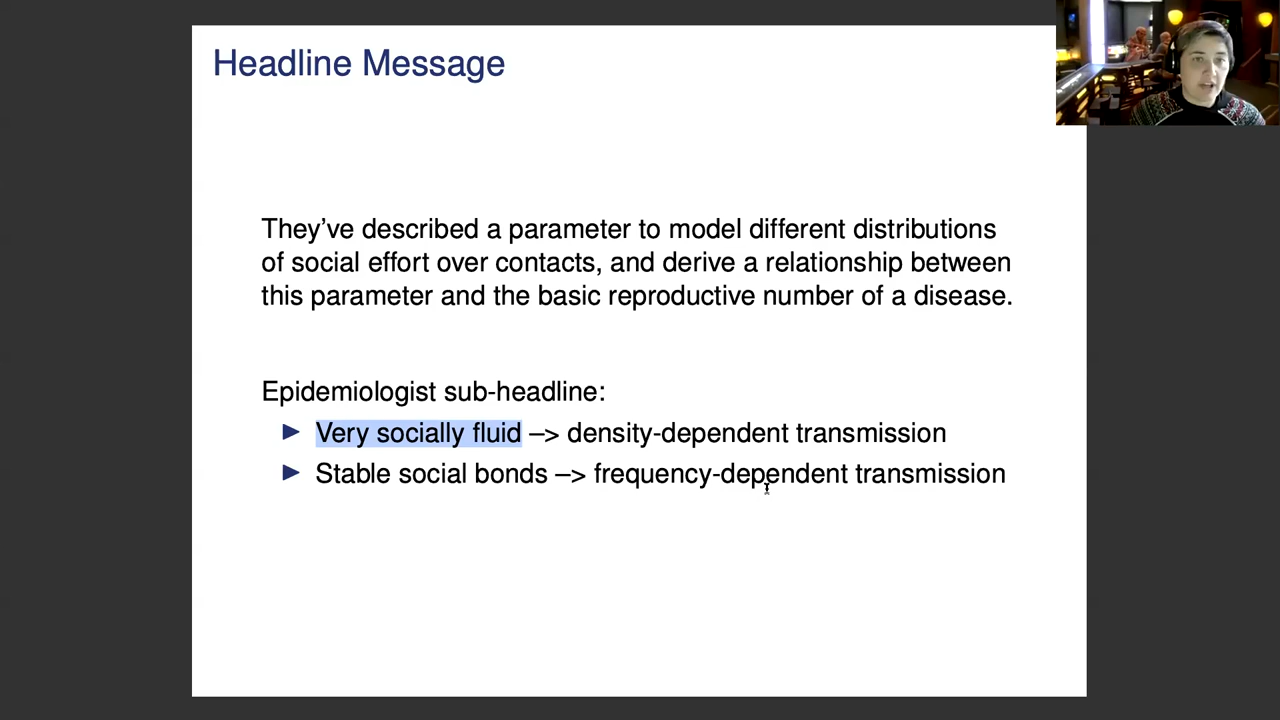 Headline Message
They've described a parameter to model different distributions
of social effort over contacts, and derive a relationship between
this parameter and the basic reproductive number of a disease.
Epidemiologist sub-headline:
▶ Very socially fluid –> density-dependent transmission
▶ Stable social bonds –> frequency-dependent transmission